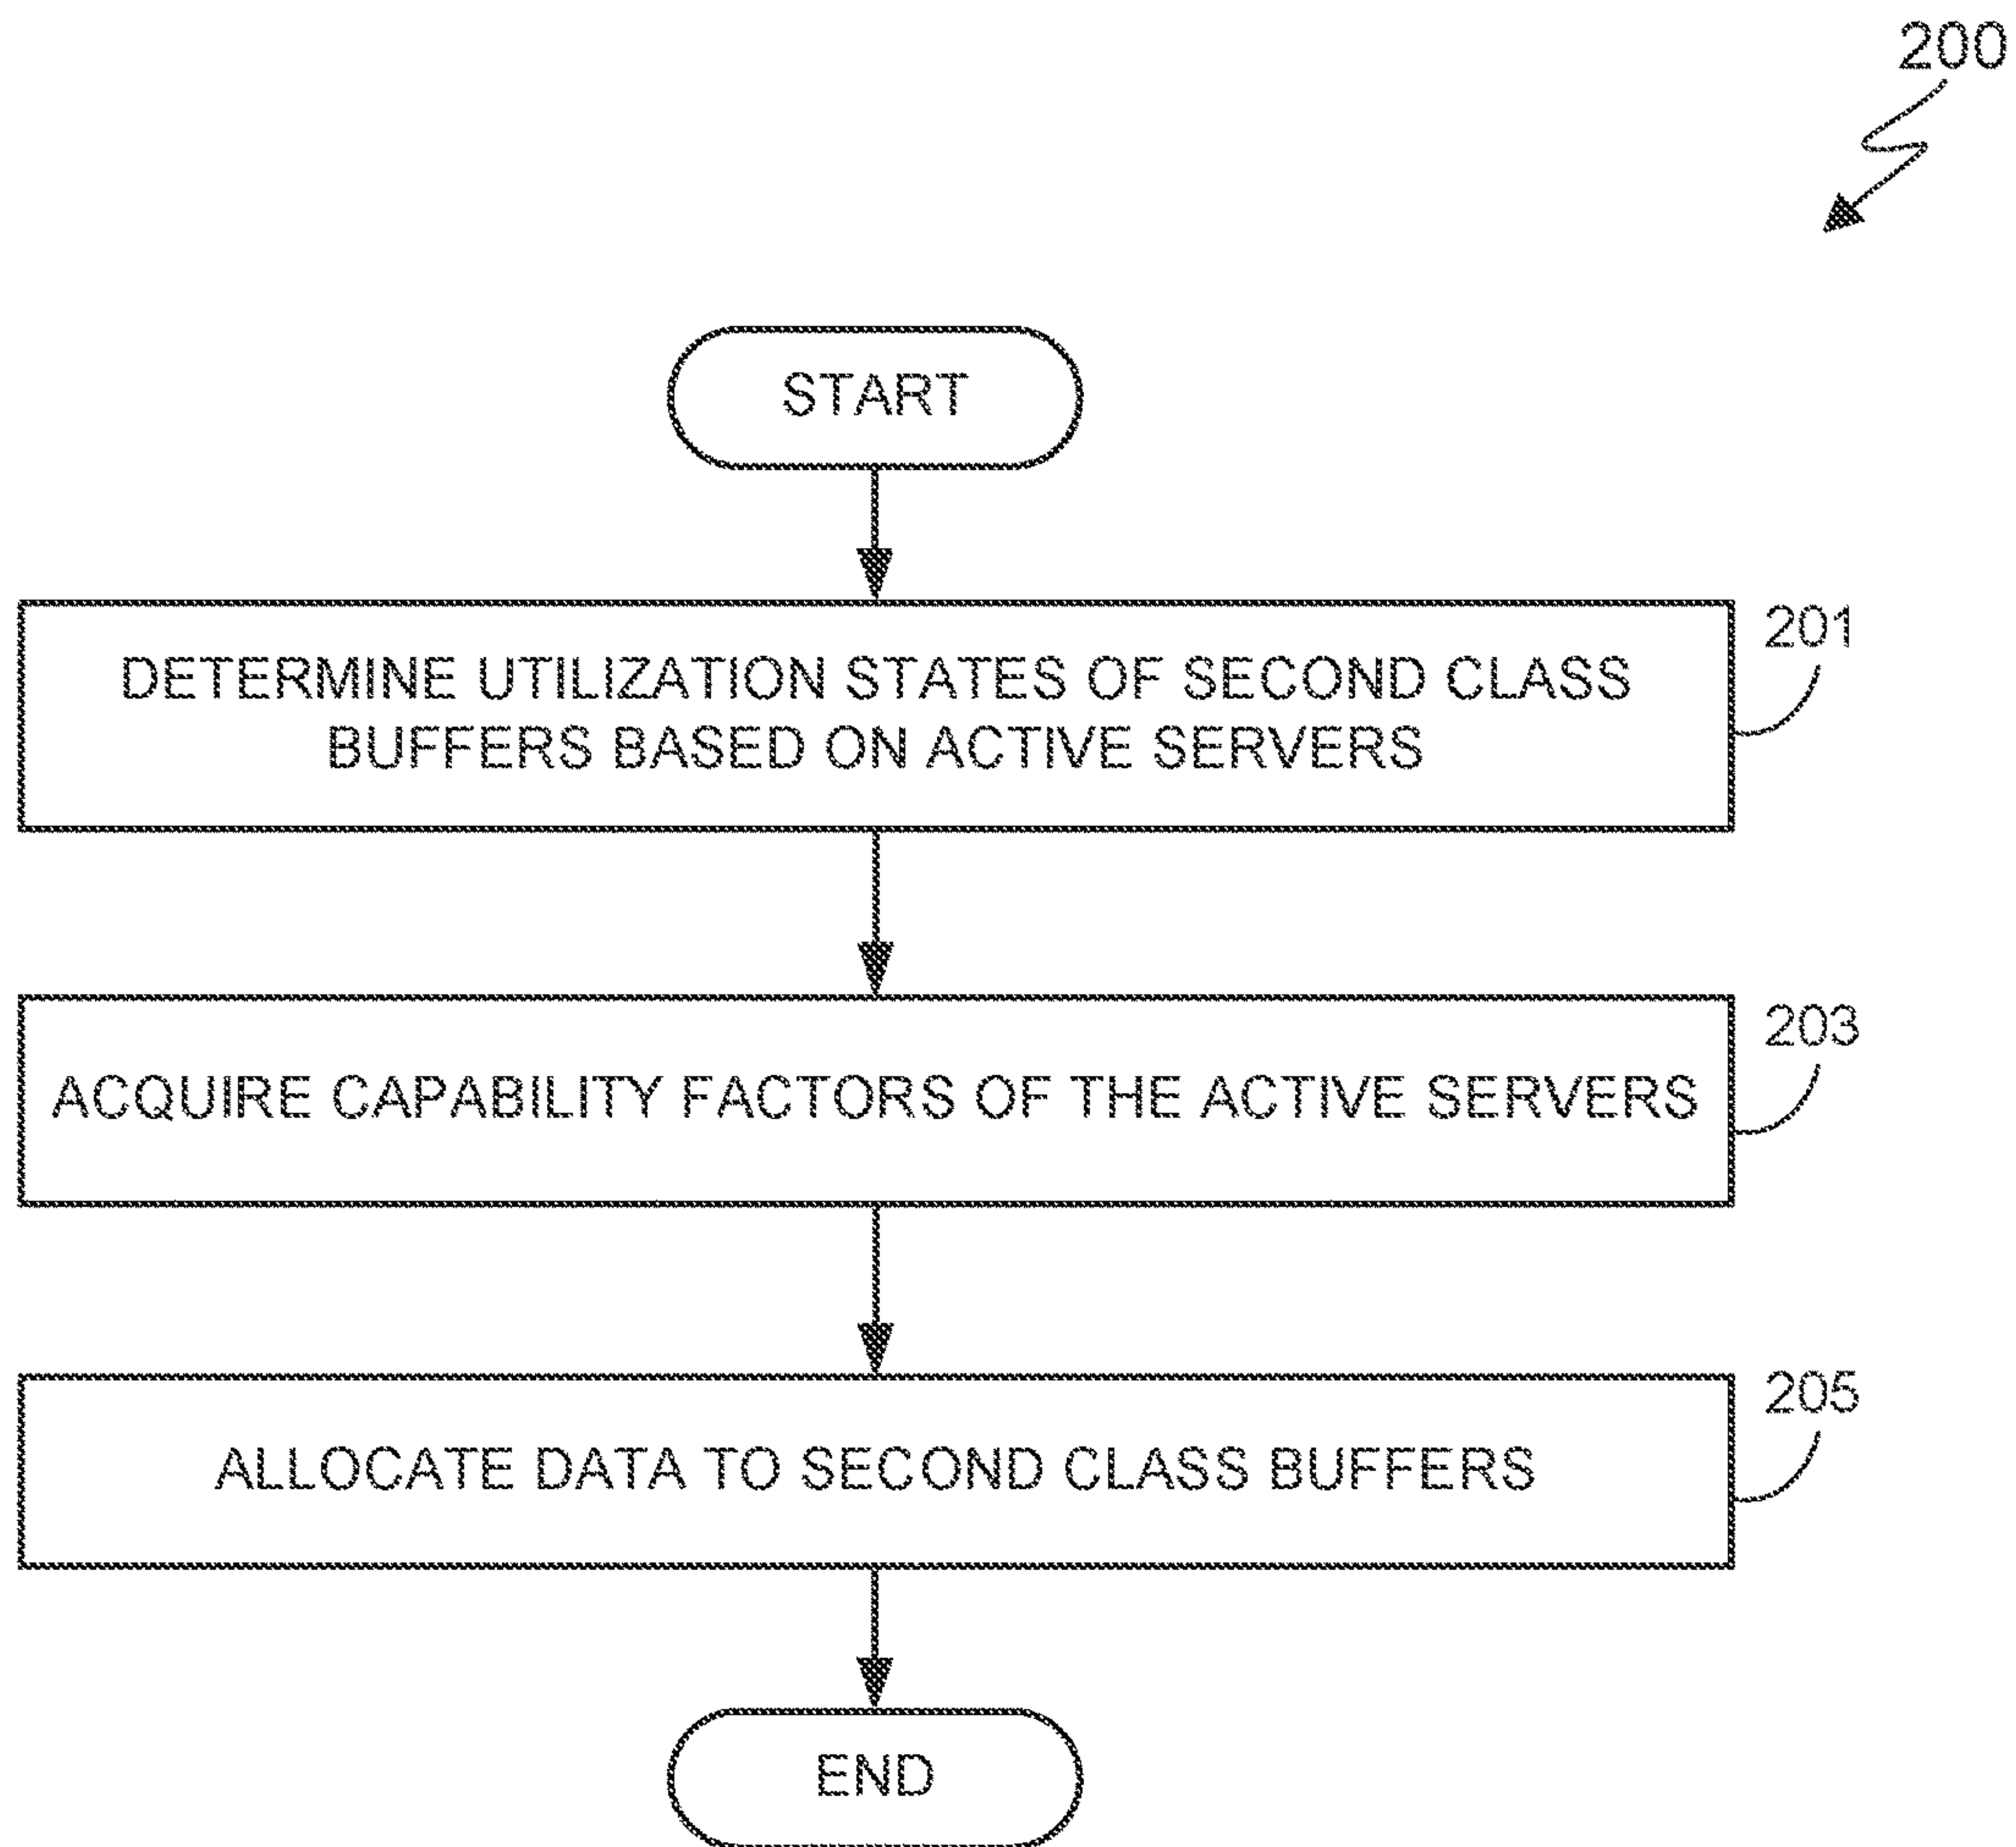 200
START
DETERMINE UTILIZATION STATES OF SECOND CLASS
BUFFERS BASED ON ACTIVE SERVERS
201
ACQUIRE CAPABILITY FACTORS OF THE ACTIVE SERVERS
203
ALLOCATE DATA TO SECOND CLASS BUFFERS
205
END